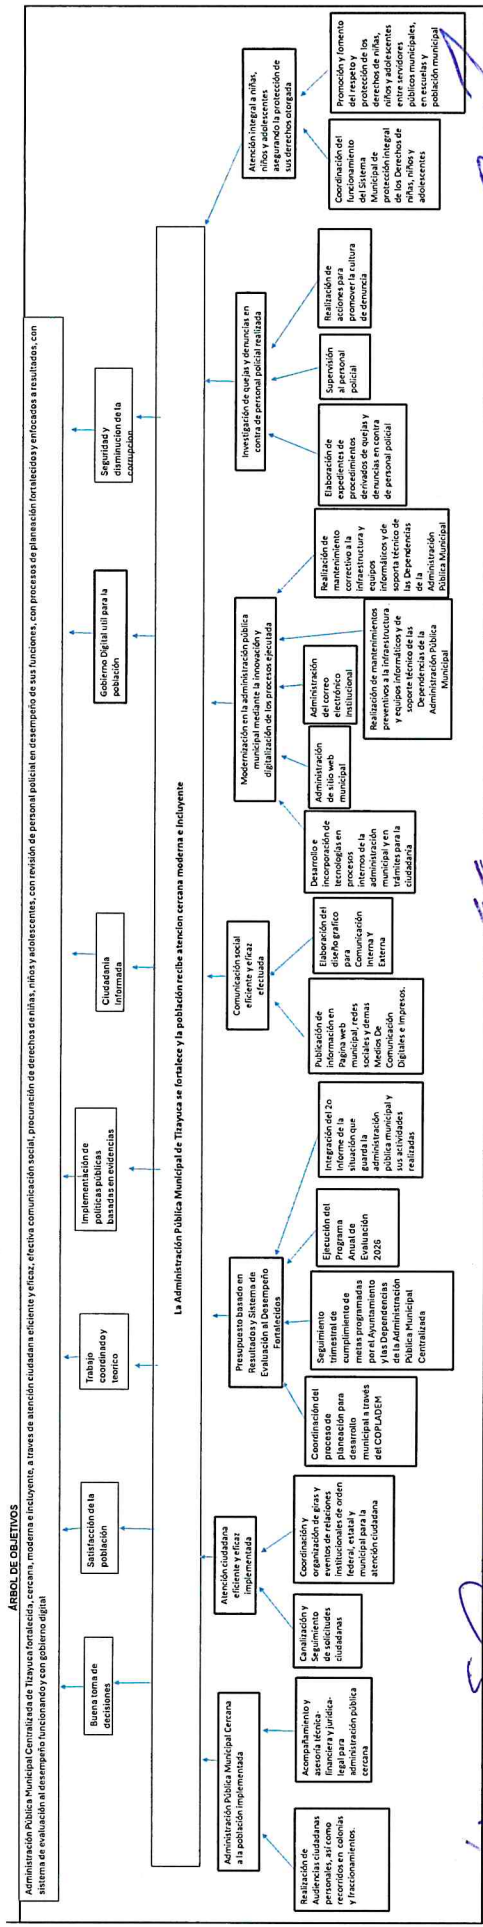 ÁRBOL DE OBJETIVOS
Administración Pública Municipal Centralizada de Tizayuca fortalecida, cercana, moderna e incluyente, a traves de atención ciudadana eficiente y eficaz, efectiva comunicación social, procuración de derechos de niñas, niños y adolescentes, con revisión de personal policial en desempeño de sus funciones, con procesos de planeación fortalecidos y enfocados a resultados, con
sistema de evaluación al desempeño funcionando y con gobierno digital
Buena toma de
decisiones
Satisfacción de la
población
Trabajo
coordinado y
teorico
Implementación de
políticas públicas
basadas en evidencias
Ciudadanía
Informada
Gobierno Digital util para la
población
Seguridad y
disminucion de la
corrupcion
La Administración Pública Municipal de Tizayuca se fortalece y la población recibe atencion cercana moderna e incluyente
Administración Pública Municipal Cercana
a la población implementada
Atención ciudadana
eficiente y eficaz
implementada
Presupuesto basado en
Resultados y Sistema de
Evaluación al Desempeño
Fortalecidos
Comunicación social
eficiente y eficaz
efectuada
Modernización en la administración pública
municipal mediante la innovación y
digitalización de los procesos ejecutada
Investigación de quejas y denuncias en
contra de personal policial realizada
Atención integral a niñas,
niños y adolescentes
asegurando la protección de
sus derechos otorgada
Realización de
Audiencias ciudadanas
personales, así como
recorridos en colonias
y fraccionamientos.
Acompañamiento y
asesoría técnica-
financiera y jurídica-
legal para
administración pública
cercana
Canalización y
Seguimiento
de solicitudes
ciudadanas
Coordinación y
organización de giras y
eventos de relaciones
institucionales de orden
federal, estatal y
municipal para la
atención ciudadana
Coordinación del
proceso de
planeación para
desarrollo
municipal a través
del COPLADEM
Seguimiento
trimestral de
cumplimiento de
metas programadas
por el Ayuntamiento
y las Dependencias
de la Administración
Pública Municipal
Centralizada
Ejecución del
Programa
Anual de
Evaluación
2026
Integración del 2o
Informe de la
situación que
guarda la
administración
pública municipal y
sus actividades
realizadas
Publicación de
información en
Pagina web
municipal, redes
sociales y demas
Medios De
Comunicación
Digitales e Impresos.
Elaboración del
diseño grafico
para
Comunicación
Interna Y
Externa
Desarrollo e
incorporación de
tecnologías en
procesos
internos de la
administración
municipal y en
trámites para la
ciudadanía
Administración
de sitio web
municipal
Administración
del correo
electrónico
Institucional
Realización de mantenimientos
preventivos a la infraestructura
y equipos informáticos y de
soporte técnico de las
Dependencias de la
Administración Pública
Municipal
Realización de
mantenimiento
correctivo a la
infraestructura y
equipos
informáticos y de
soporta técnico de
las Dependencias
de la
Administración
Pública Municipal
Elaboración de
expedientes de
procedimientos
derivados de quejas y
denuncias en contra
de personal policial
Supervisión
al personal
policial
Realización de
acciones para
promover la cultura
de denuncia
Coordinación del
funcionamiento
del Sistema
Municipal de
protección integral
de los Derechos de
niñas, niños y
adolescentes
Promoción y fomento
del respeto y
protección de los
derechos de niñas,
niños y adolescentes
entre servidores
públicos municipales,
en escuelas y
población municipal